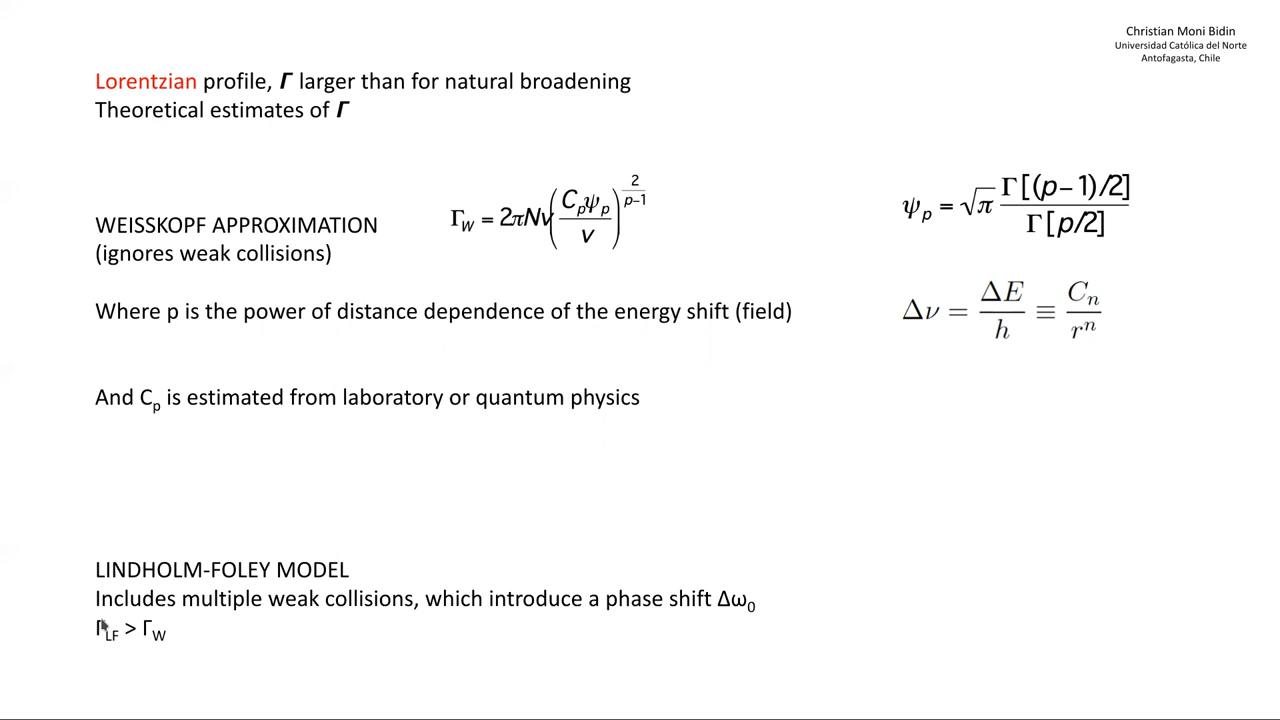 Christian Moni Bidin
Universidad Católica del Norte
Antofagasta, Chile
Lorentzian profile, Γ larger than for natural broadening
Theoretical estimates of Γ
WEISSKOPF APPROXIMATION
(ignores weak collisions)
Γ_W = 2πNv(C_pψ_p / v)^(2/(p−1))
ψ_p = √π Γ[(p−1)/2] / Γ[p/2]
Where p is the power of distance dependence of the energy shift (field)
Δν = ΔE/h ≡ C_n/r^n
And C_p is estimated from laboratory or quantum physics
LINDHOLM-FOLEY MODEL
Includes multiple weak collisions, which introduce a phase shift Δω₀
Γ_LF > Γ_W